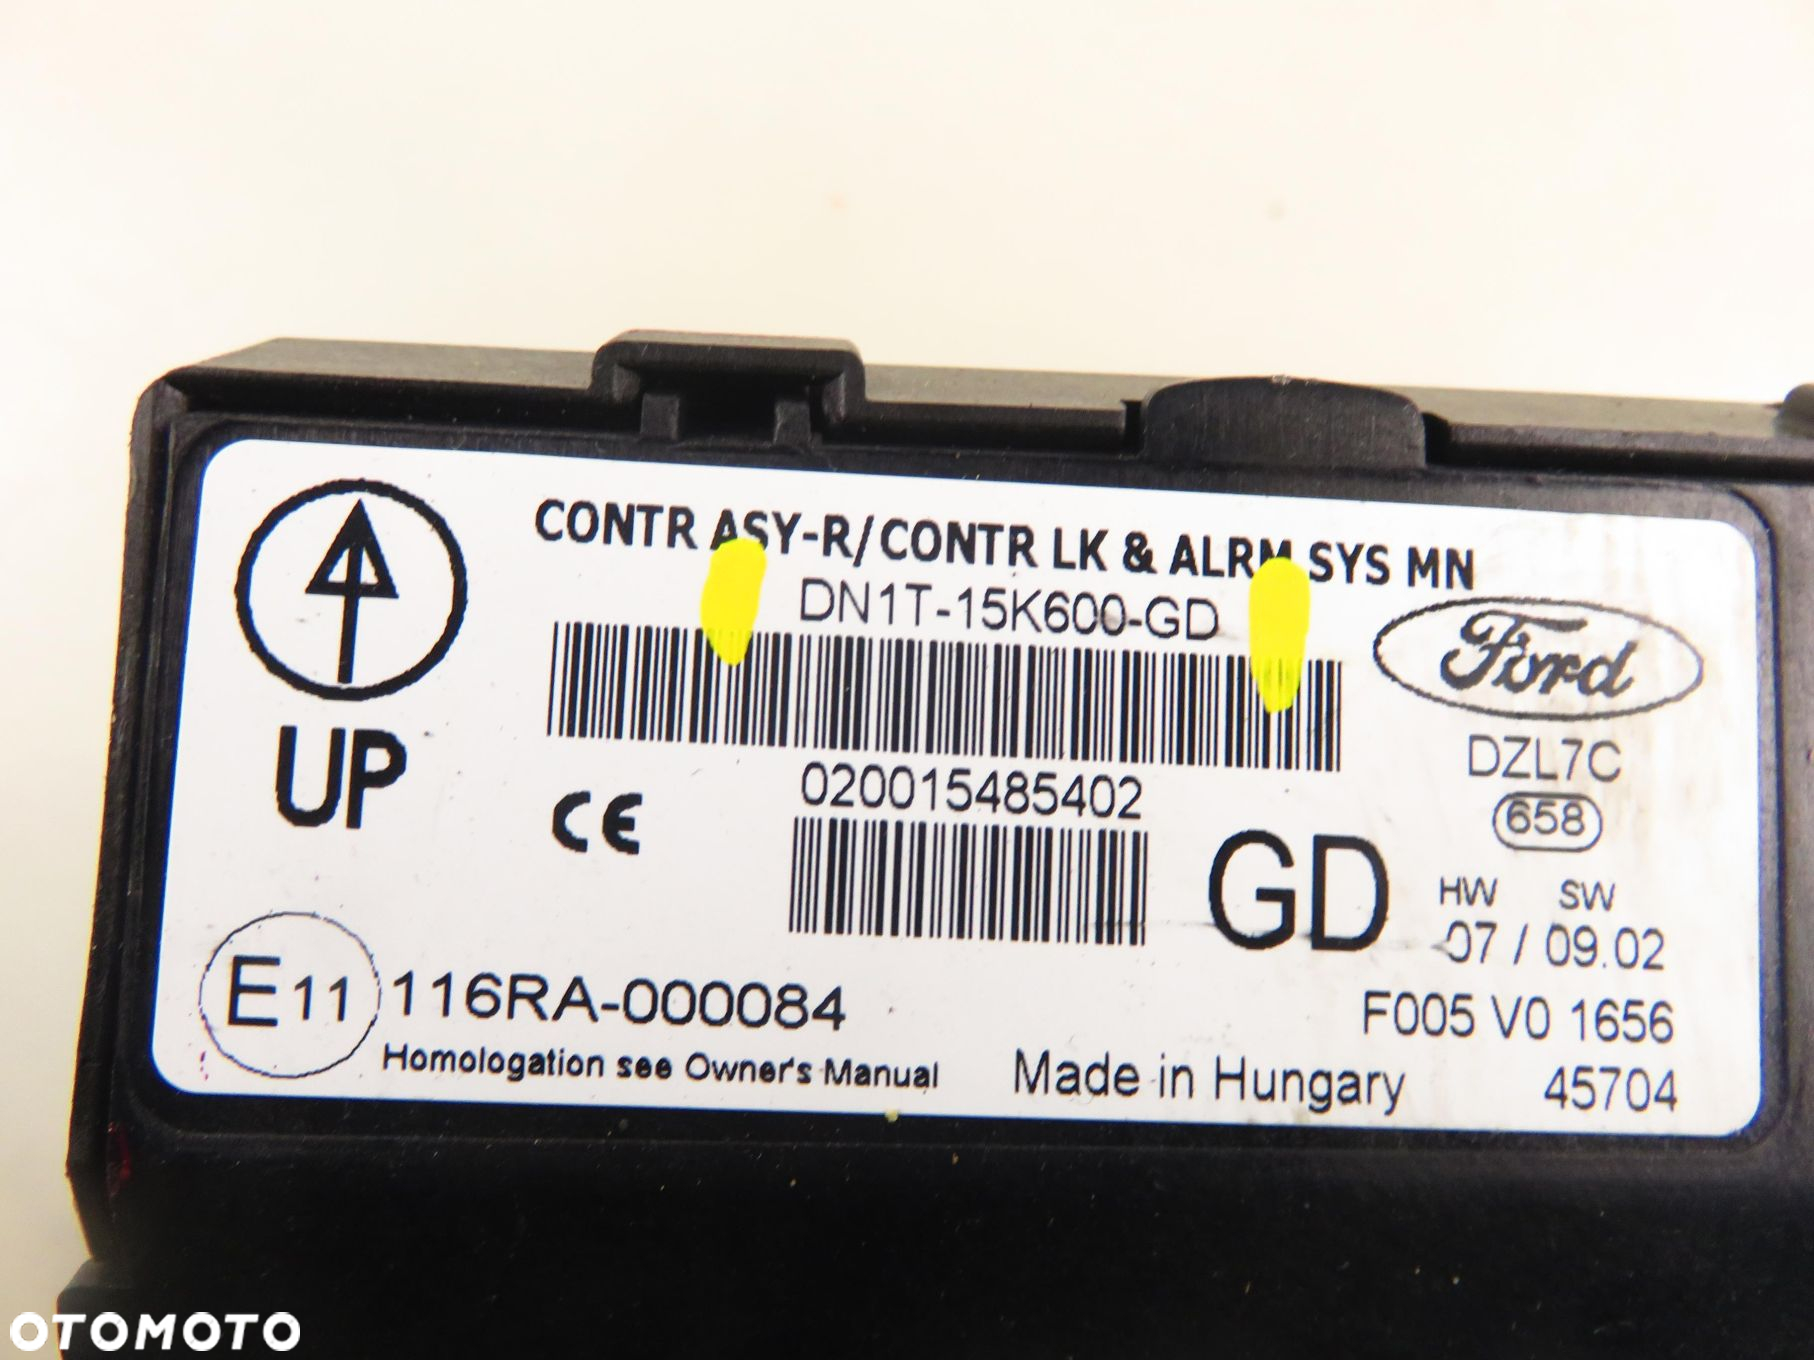 CONTR ASY-R/CONTR LK & ALRM SYS MN
DN1T-15K600-GD
Ford
UP
CE
020015485402
DZL7C
658
GD
HW SW
07 / 09.02
E11 116RA-000084
F005 V0 1656
Homologation see Owner's Manual
Made in Hungary
45704
OTOMOTO